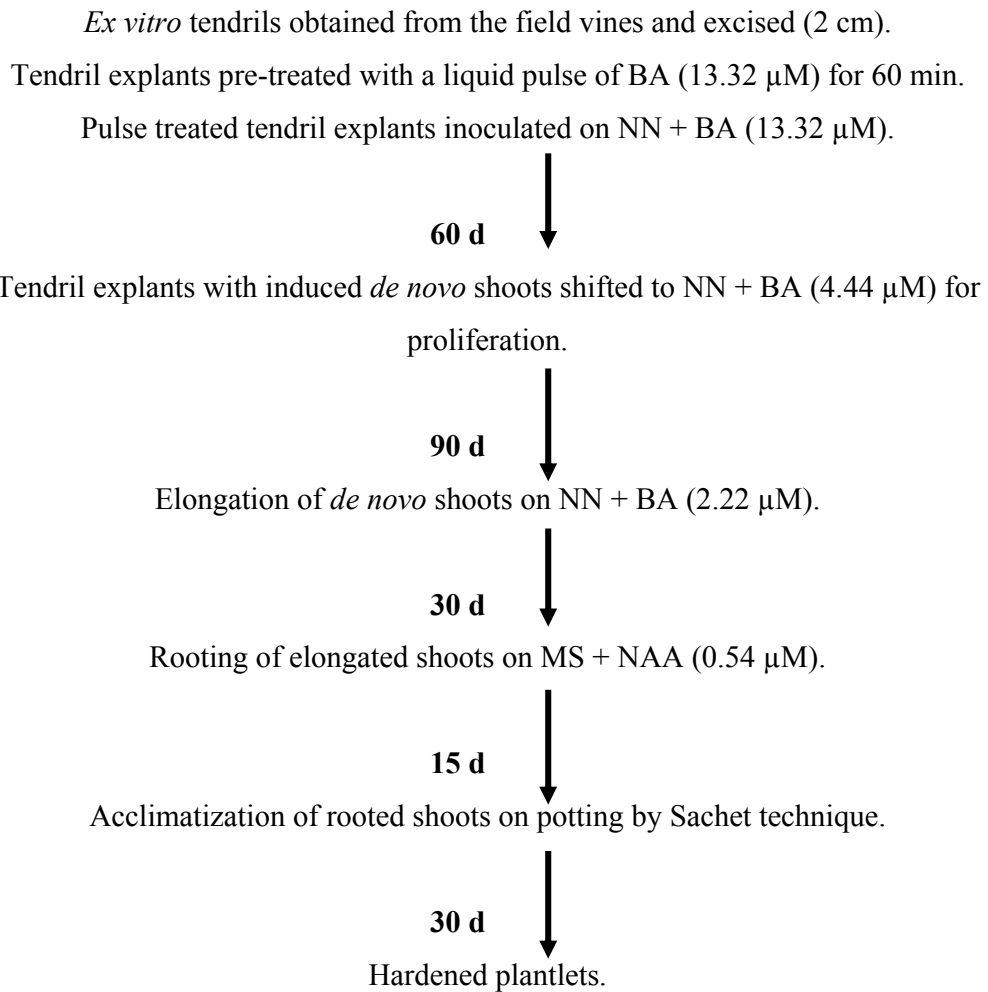 Ex vitro tendrils obtained from the field vines and excised (2 cm).
Tendril explants pre-treated with a liquid pulse of BA (13.32 µM) for 60 min.
Pulse treated tendril explants inoculated on NN + BA (13.32 µM).
60 d
Tendril explants with induced de novo shoots shifted to NN + BA (4.44 µM) for
proliferation.
90 d
Elongation of de novo shoots on NN + BA (2.22 µM).
30 d
Rooting of elongated shoots on MS + NAA (0.54 µM).
15 d
Acclimatization of rooted shoots on potting by Sachet technique.
30 d
Hardened plantlets.